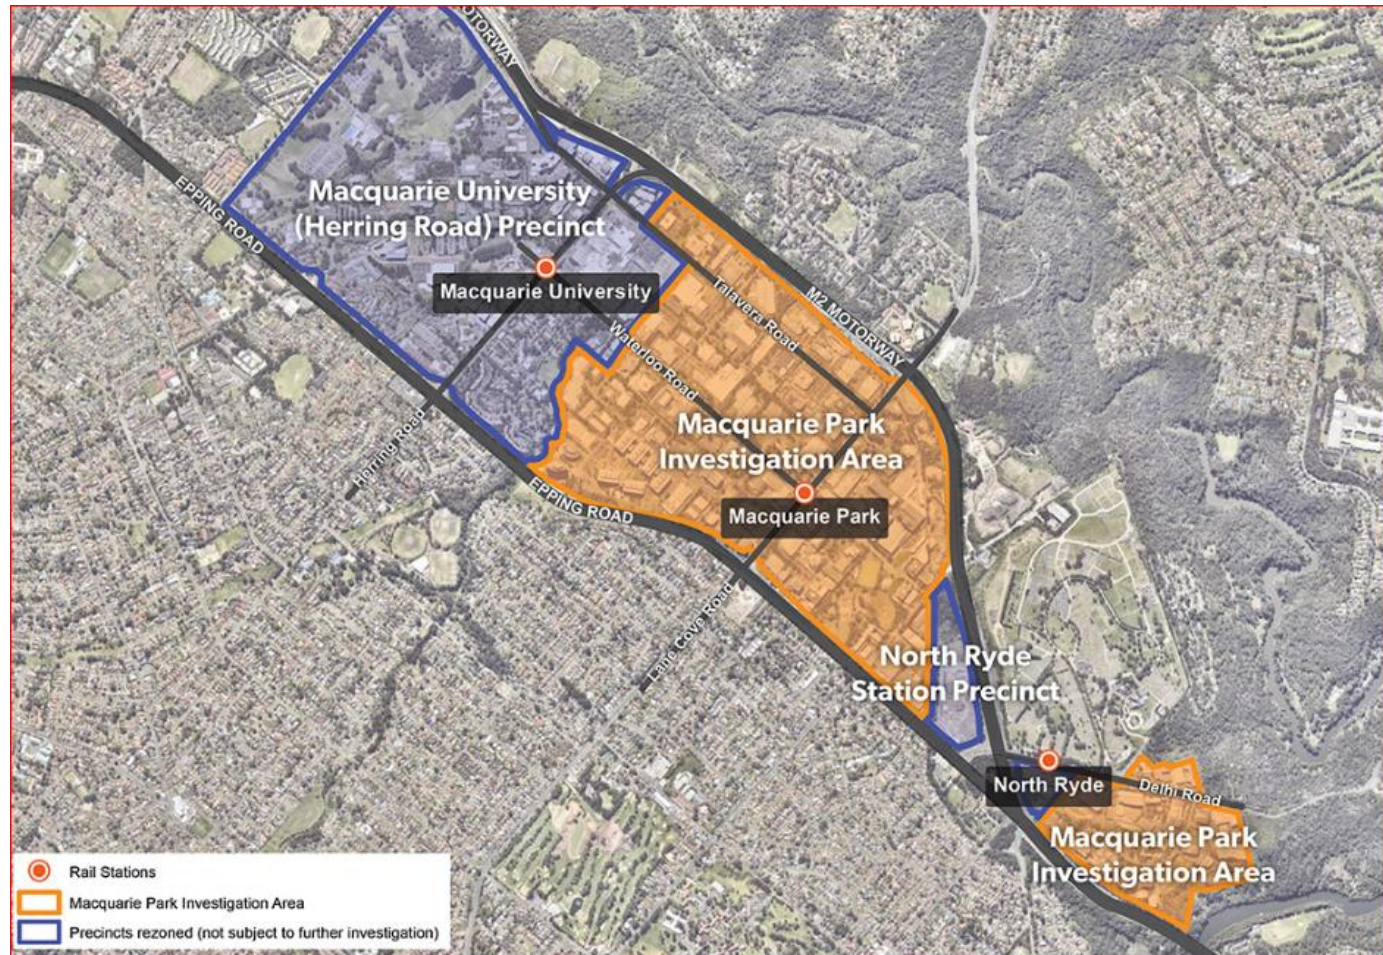 MOTORWAY
EPPING ROAD
Macquarie University
(Herring Road) Precinct
Macquarie University
Talavera Road
M2 MOTORWAY
Waterloo Road
Herring Road
Macquarie Park
Investigation Area
Macquarie Park
EPPING ROAD
Lane Cove Road
North Ryde
Station Precinct
North Ryde
Delhi Road
Macquarie Park
Investigation Area
Rail Stations
Macquarie Park Investigation Area
Precincts rezoned (not subject to further investigation)